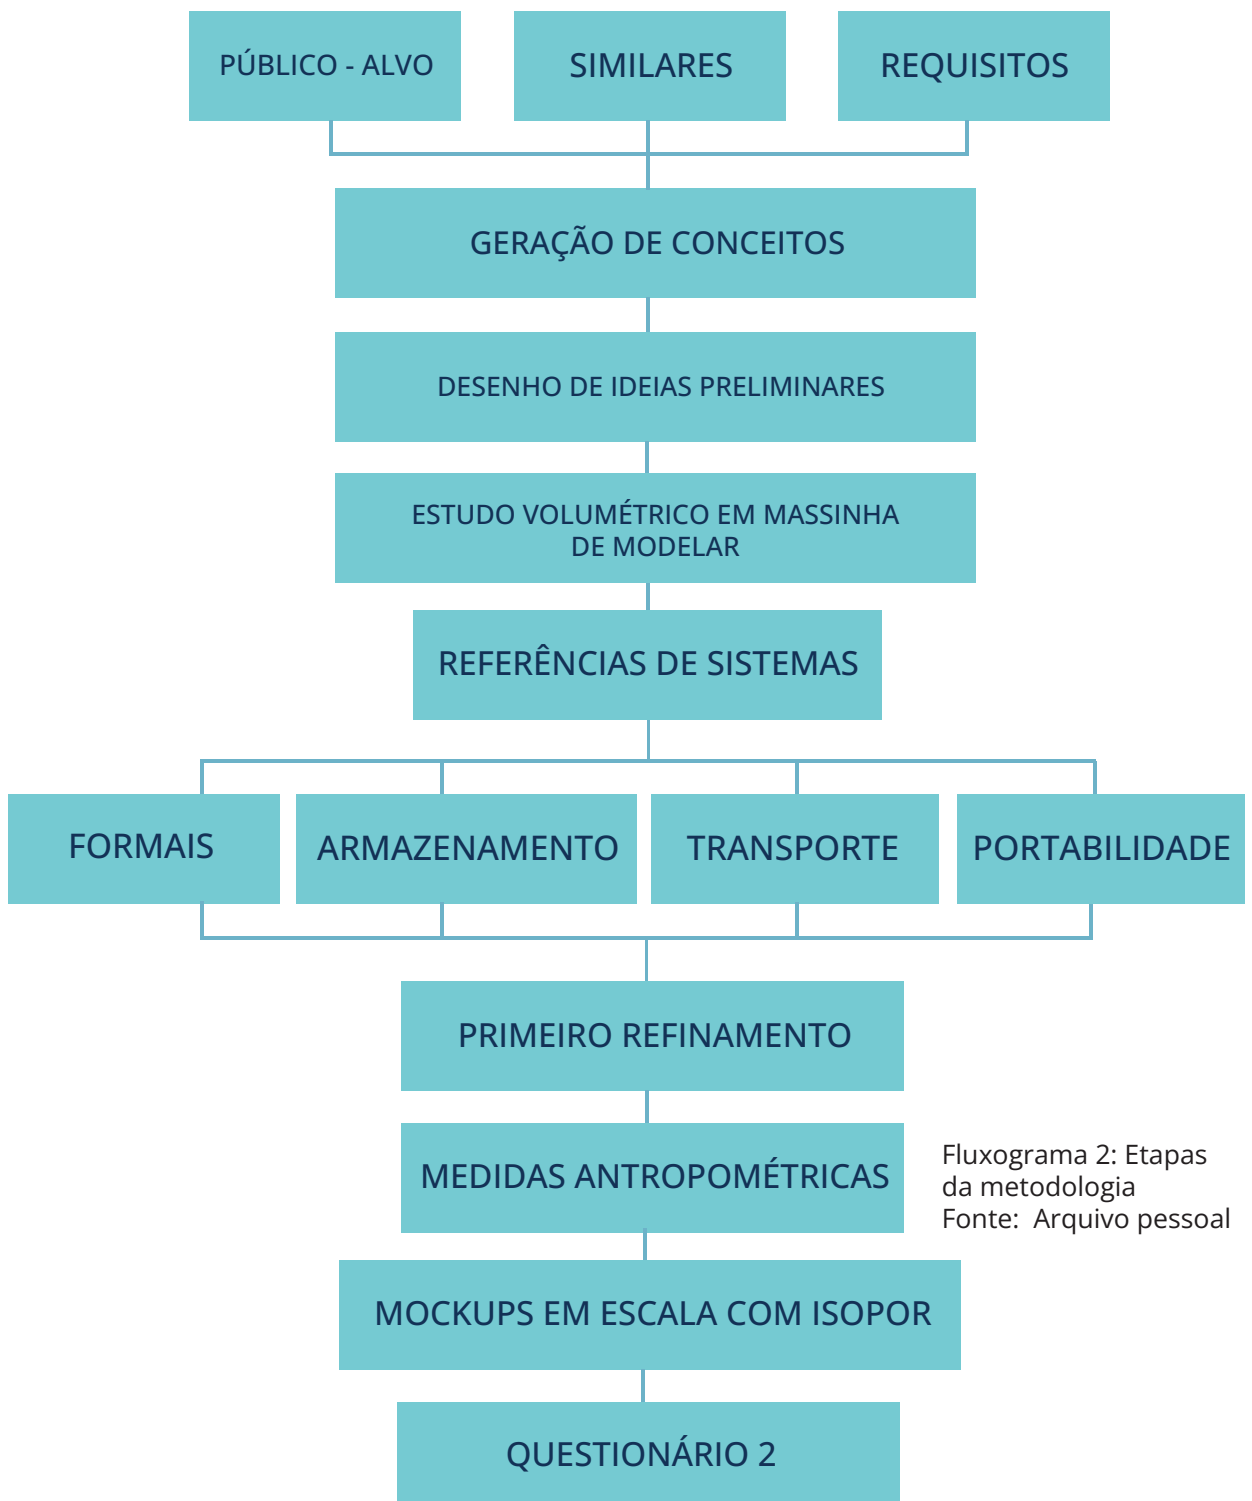 PÚBLICO - ALVO
SIMILARES
REQUISITOS
GERAÇÃO DE CONCEITOS
DESENHO DE IDEIAS PRELIMINARES
ESTUDO VOLUMÉTRICO EM MASSINHA
DE MODELAR
REFERÊNCIAS DE SISTEMAS
FORMAIS
ARMAZENAMENTO
TRANSPORTE
PORTABILIDADE
PRIMEIRO REFINAMENTO
MEDIDAS ANTROPOMÉTRICAS
Fluxograma 2: Etapas
da metodologia
Fonte:  Arquivo pessoal
MOCKUPS EM ESCALA COM ISOPOR
QUESTIONÁRIO 2